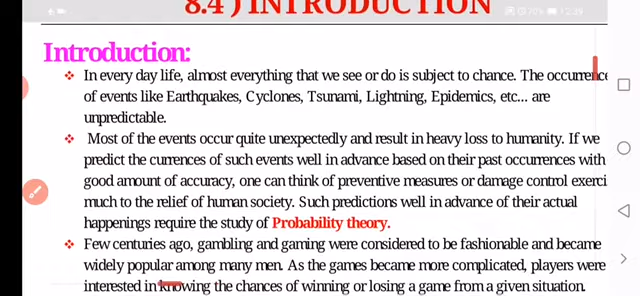 8.4 ) INTRODUCTION
70% 12:39
Introduction:
❖ In every day life, almost everything that we see or do is subject to chance. The occurrence
of events like Earthquakes, Cyclones, Tsunami, Lightning, Epidemics, etc... are
unpredictable.
❖ Most of the events occur quite unexpectedly and result in heavy loss to humanity. If we
predict the currences of such events well in advance based on their past occurrences with
good amount of accuracy, one can think of preventive measures or damage control exerci
much to the relief of human society. Such predictions well in advance of their actual
happenings require the study of Probability theory.
❖ Few centuries ago, gambling and gaming were considered to be fashionable and became
widely popular among many men. As the games became more complicated, players were
interested in knowing the chances of winning or losing a game from a given situation.